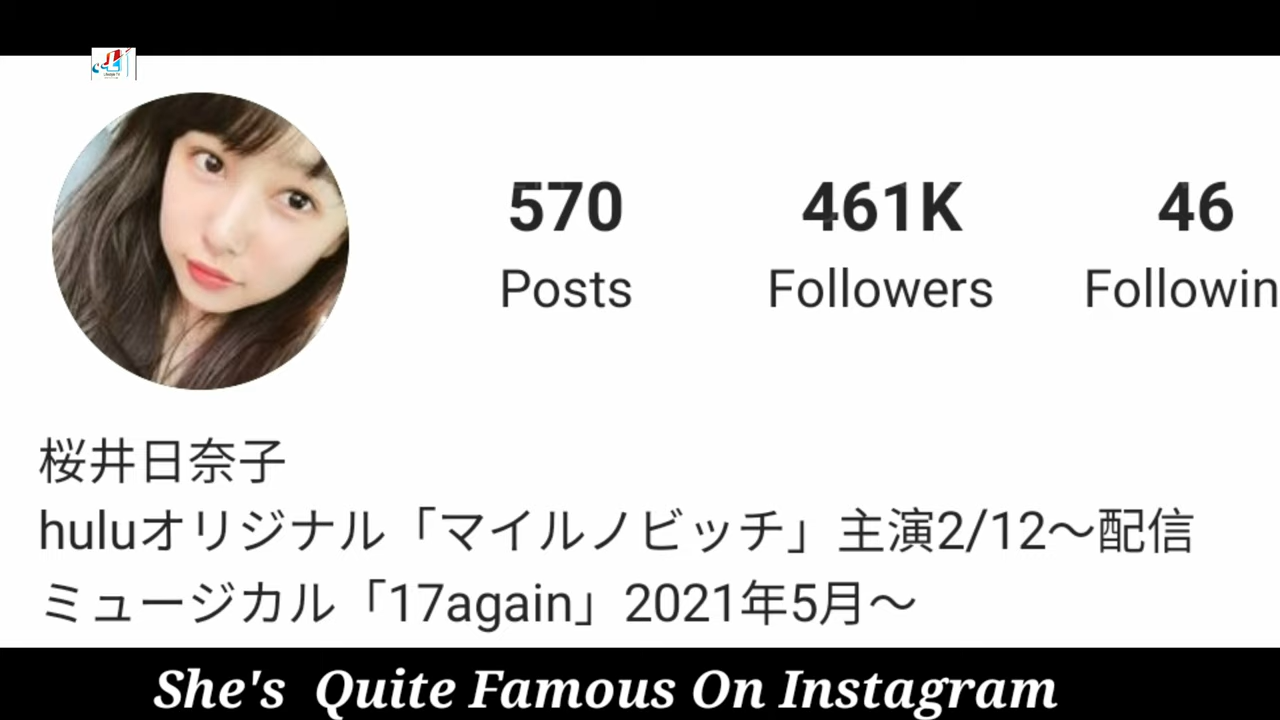 570 461K 46
Posts Followers Followin
桜井日奈子
huluオリジナル「マイルノビッチ」主演2/12〜配信
ミュージカル「17again」2021年5月〜
She's Quite Famous On Instagram